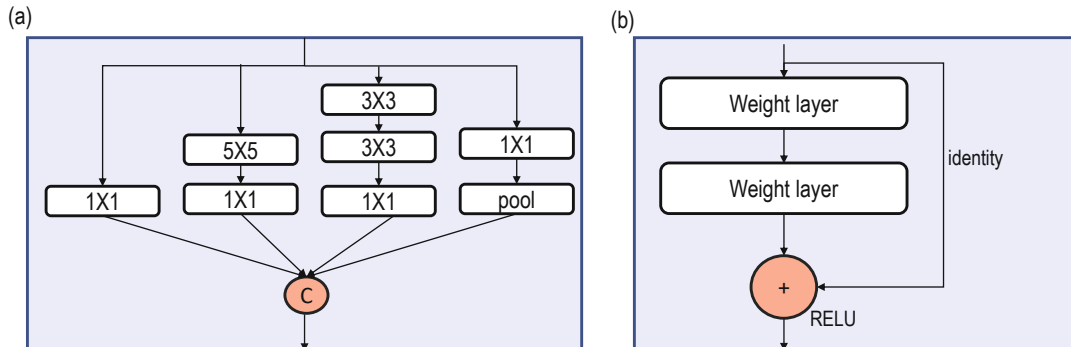 (a)
3X3
5X5
3X3
1X1
1X1
1X1
1X1
pool
C
(b)
Weight layer
identity
Weight layer
+
RELU